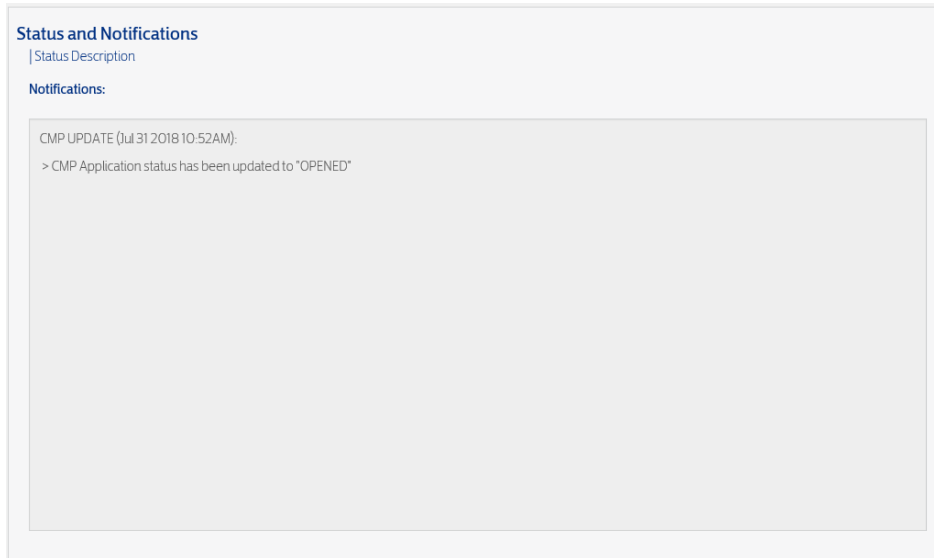 Status and Notifications
| Status Description
Notifications:
CMP UPDATE (Jul 31 2018 10:52AM):
> CMP Application status has been updated to "OPENED"